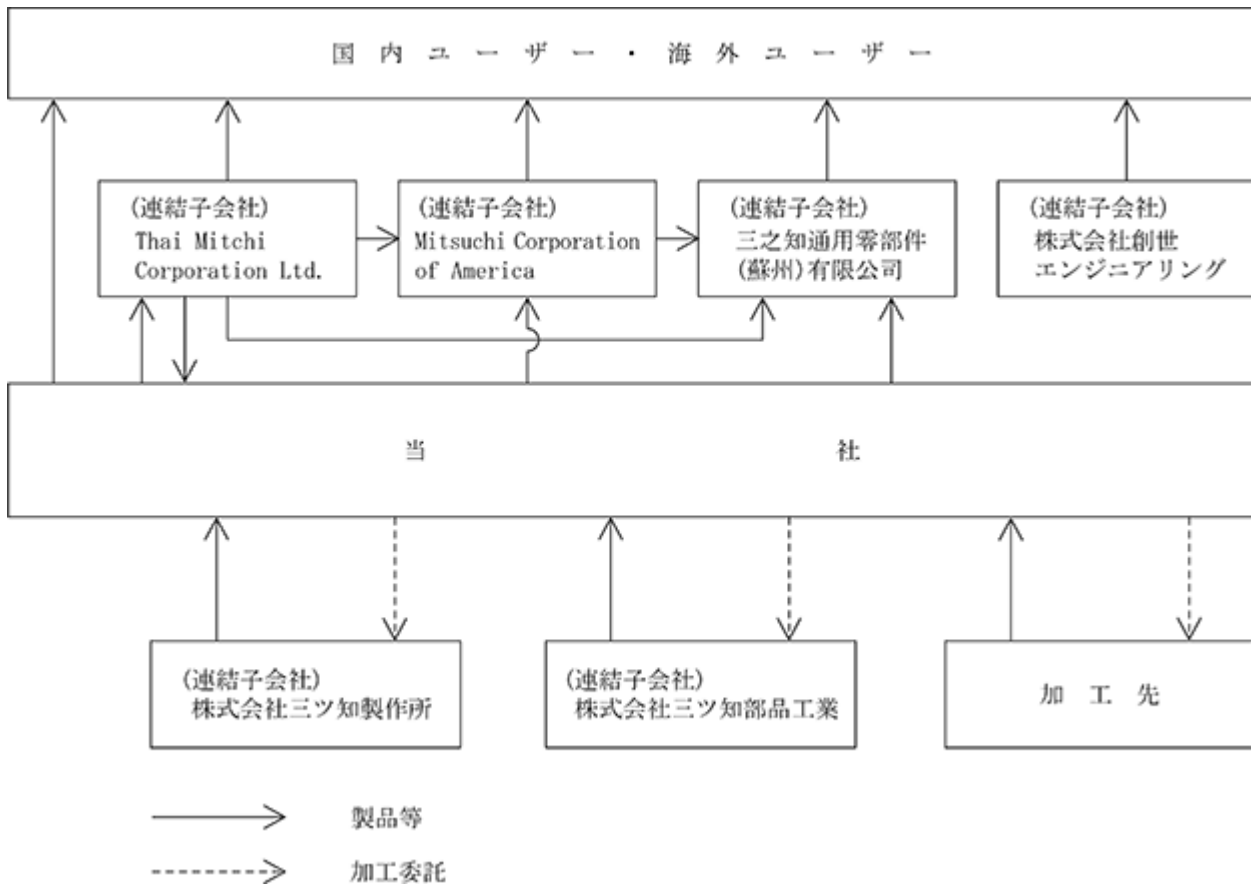 国内ユーザー・海外ユーザー
(連結子会社)
Thai Mitchi
Corporation Ltd.
(連結子会社)
Mitsuchi Corporation
of America
(連結子会社)
三之知通用零部件
(蘇州)有限公司
(連結子会社)
株式会社創世
エンジニアリング
当社
(連結子会社)
株式会社三ツ知製作所
(連結子会社)
株式会社三ツ知部品工業
加工先
製品等
加工委託